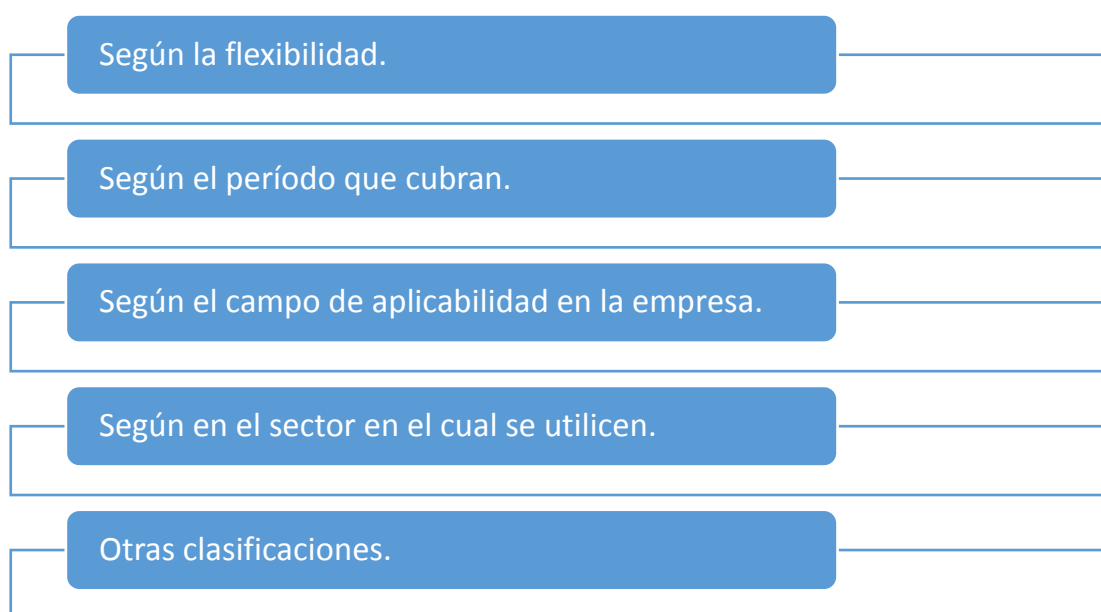 Según la flexibilidad.
Según el período que cubran.
Según el campo de aplicabilidad en la empresa.
Según en el sector en el cual se utilicen.
Otras clasificaciones.